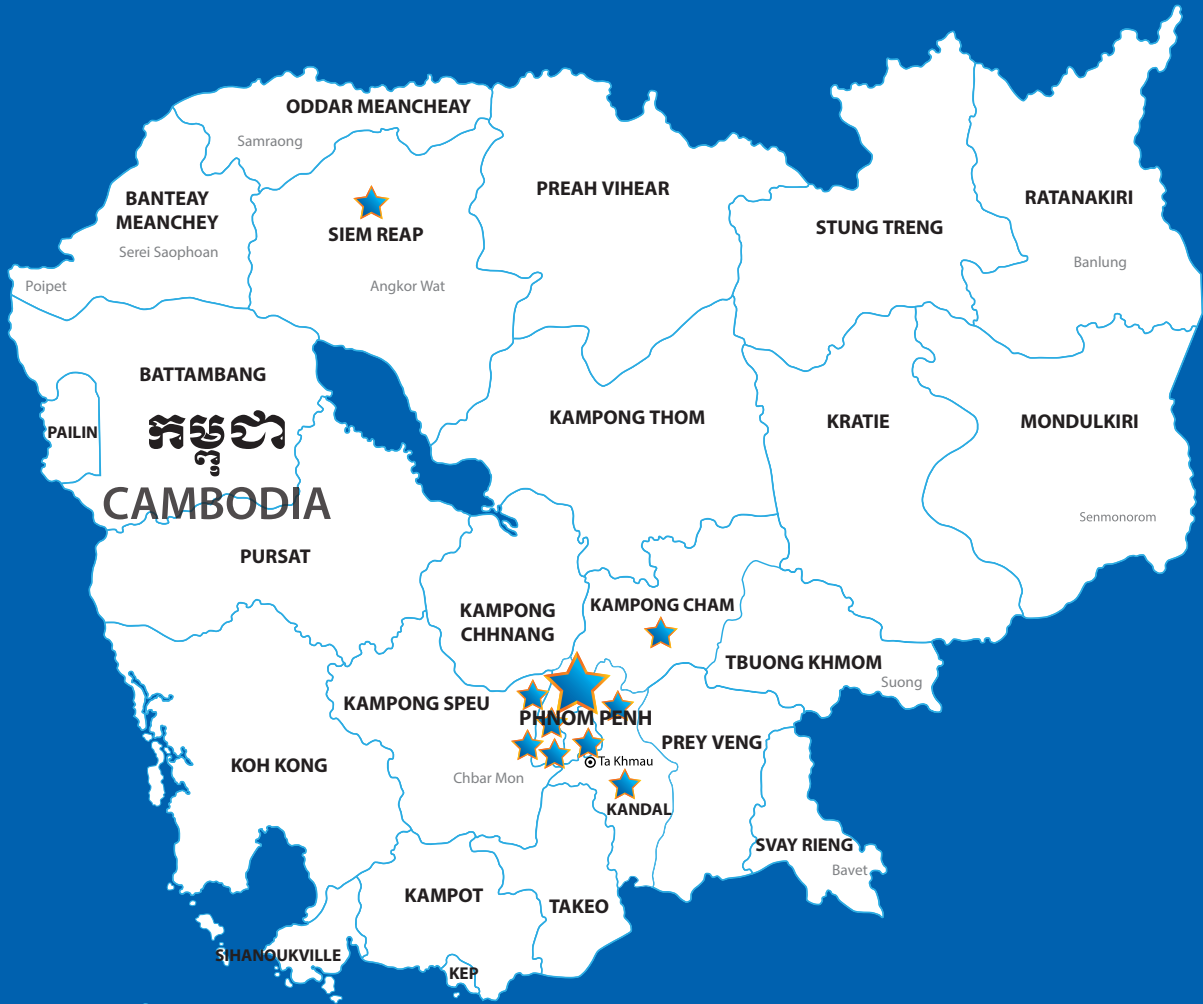 ODDAR MEANCHEAY
Samraong
BANTEAY
MEANCHEY
Serei Saophoan
Poipet
SIEM REAP
Angkor Wat
PREAH VIHEAR
STUNG TRENG
RATANAKIRI
Banlung
BATTAMBANG
PAILIN
កម្ពុជា
CAMBODIA
KAMPONG THOM
KRATIE
MONDULKIRI
Senmonorom
PURSAT
KAMPONG
CHHNANG
KAMPONG CHAM
TBUONG KHMOM
Suong
KAMPONG SPEU
PHNOM PENH
PREY VENG
Ta Khmau
KOH KONG
Chbar Mon
KANDAL
SVAY RIENG
Bavet
KAMPOT
TAKEO
SIHANOUKVILLE
KEP